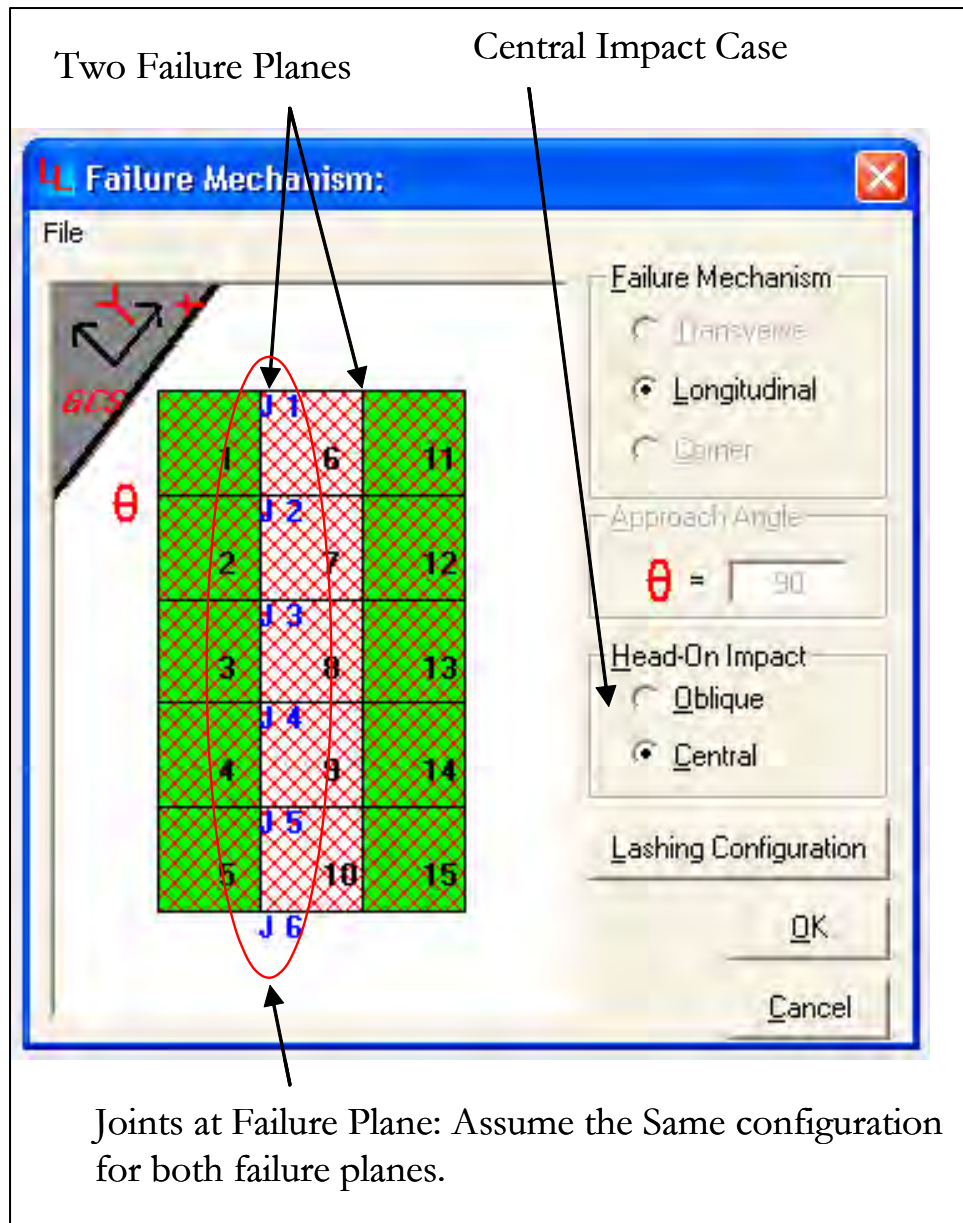 Two Failure Planes
Central Impact Case
LL Failure Mechanism:
File
Y +
GCS
θ
J 1
1 6 11
J 2
2 7 12
J 3
3 8 13
J 4
4 9 14
J 5
5 10 15
J 6
Failure Mechanism
Transverse
Longitudinal
Corner
Approach Angle
θ = 90
Head-On Impact
Oblique
Central
Lashing Configuration
OK
Cancel
Joints at Failure Plane: Assume the Same configuration
for both failure planes.